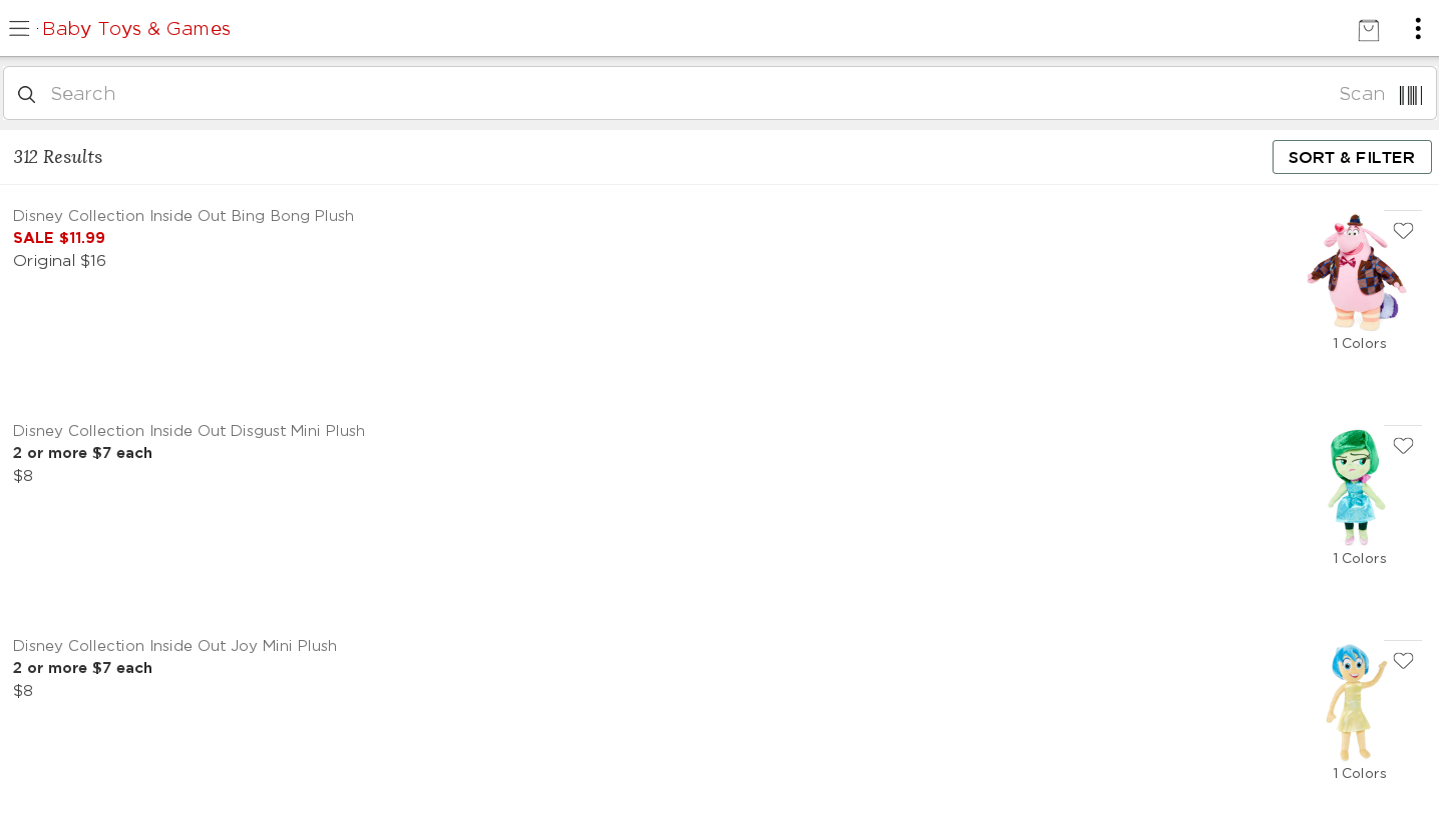 Baby Toys & Games
Search
Scan
312 Results
SORT & FILTER
Disney Collection Inside Out Bing Bong Plush
SALE $11.99
Original $16
1 Colors
Disney Collection Inside Out Disgust Mini Plush
2 or more $7 each
$8
1 Colors
Disney Collection Inside Out Joy Mini Plush
2 or more $7 each
$8
1 Colors